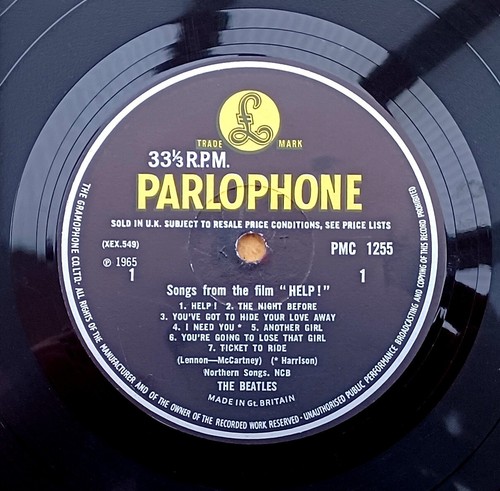 £
TRADE MARK
33⅓ R.P.M.
PARLOPHONE
SOLD IN U.K. SUBJECT TO RESALE PRICE CONDITIONS, SEE PRICE LISTS
(XEX.549) PMC 1255
℗ 1965
1 1
Songs from the film "HELP!"
1. HELP! 2. THE NIGHT BEFORE
3. YOU'VE GOT TO HIDE YOUR LOVE AWAY
4. I NEED YOU * 5. ANOTHER GIRL
6. YOU'RE GOING TO LOSE THAT GIRL
7. TICKET TO RIDE
(Lennon—McCartney) (* Harrison)
Northern Songs. NCB
THE BEATLES
MADE IN Gt. BRITAIN
THE GRAMOPHONE CO. LTD. · ALL RIGHTS OF THE MANUFACTURER AND OF THE OWNER OF THE RECORDED WORK RESERVED · UNAUTHORISED PUBLIC PERFORMANCE BROADCASTING AND COPYING OF THIS RECORD PROHIBITED